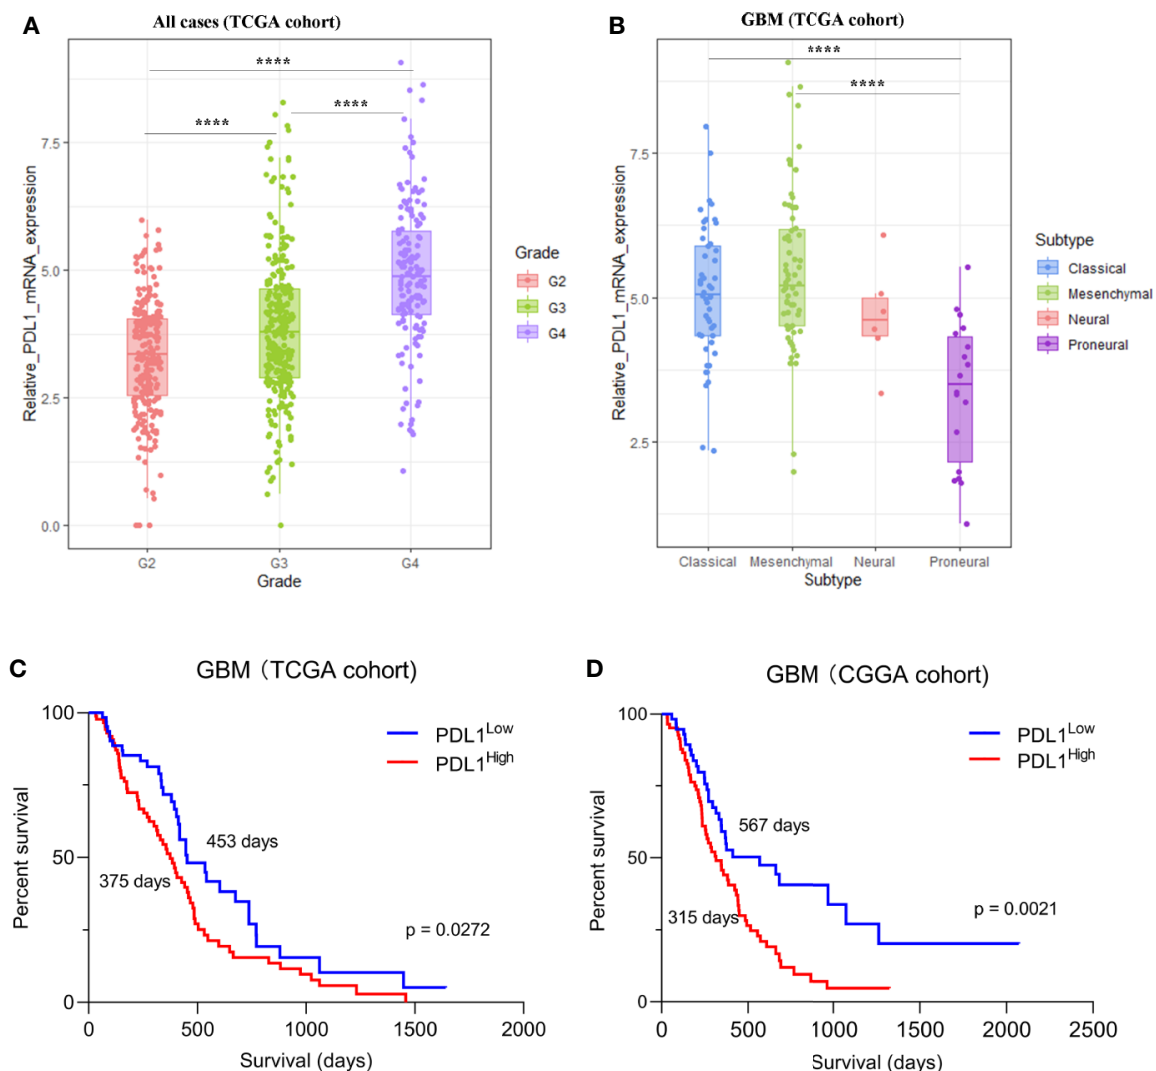 A
All cases (TCGA cohort)
****
****
****
7.5
5.0
2.5
0.0
Relative_PDL1_mRNA_expression
G2
G3
G4
Grade
Grade
G2
G3
G4
B
GBM (TCGA cohort)
****
****
7.5
5.0
2.5
Relative_PDL1_mRNA_expression
Classical
Mesenchymal
Neural
Proneural
Subtype
Subtype
Classical
Mesenchymal
Neural
Proneural
C
GBM (TCGA cohort)
100
50
0
Percent survival
PDL1Low
PDL1High
453 days
375 days
p = 0.0272
0
500
1000
1500
2000
Survival (days)
D
GBM (CGGA cohort)
100
50
0
Percent survival
PDL1Low
PDL1High
567 days
315 days
p = 0.0021
0
500
1000
1500
2000
2500
Survival (days)